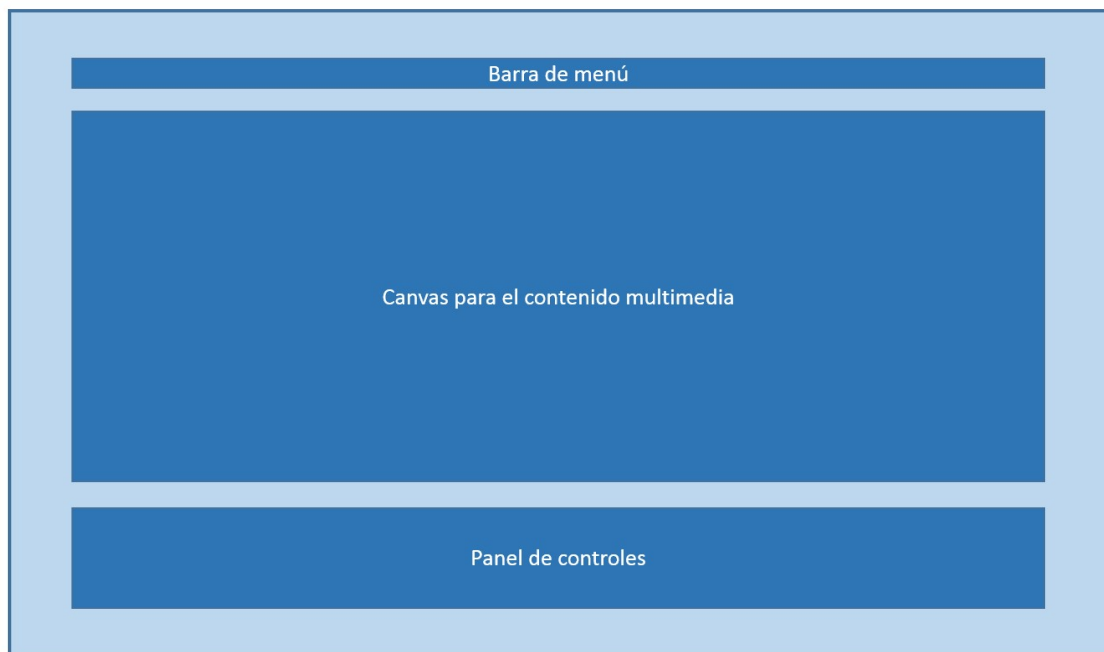 Barra de menú
Canvas para el contenido multimedia
Panel de controles